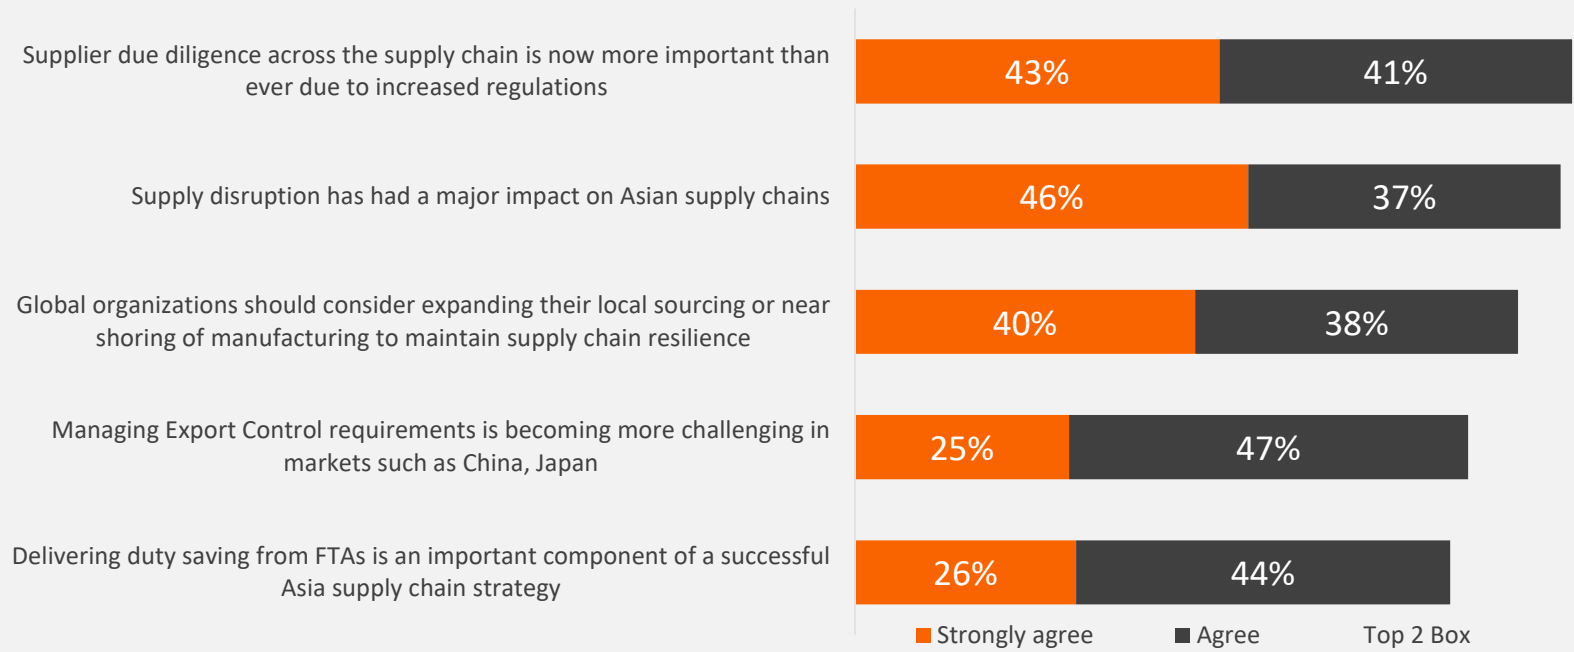 Supplier due diligence across the supply chain is now more important than
ever due to increased regulations
43%
41%
Supply disruption has had a major impact on Asian supply chains
46%
37%
Global organizations should consider expanding their local sourcing or near
shoring of manufacturing to maintain supply chain resilience
40%
38%
Managing Export Control requirements is becoming more challenging in
markets such as China, Japan
25%
47%
Delivering duty saving from FTAs is an important component of a successful
Asia supply chain strategy
26%
44%
Strongly agree
Agree
Top 2 Box